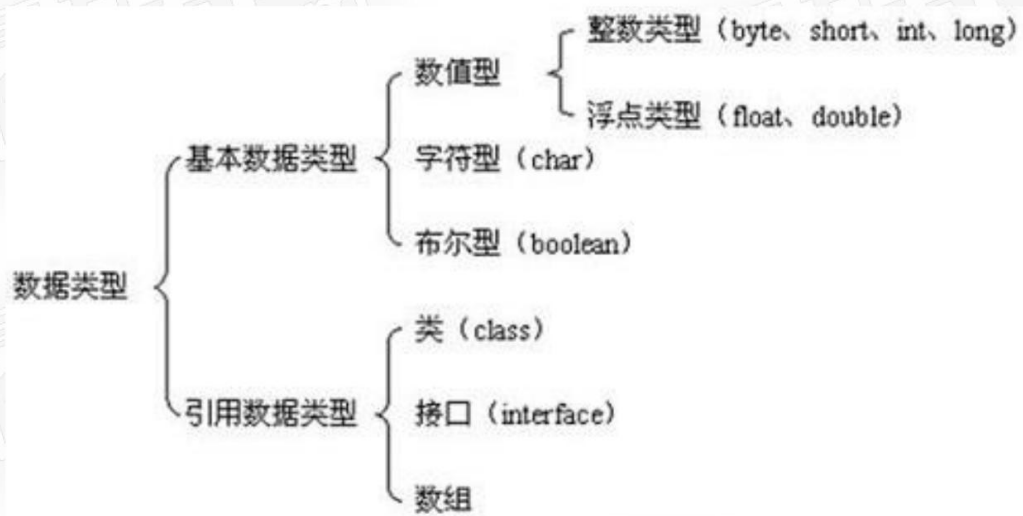 整数类型（byte、short、int、long）
数值型
浮点类型（float、double）
基本数据类型
字符型（char）
布尔型（boolean）
数据类型
类（class）
引用数据类型
接口（interface）
数组